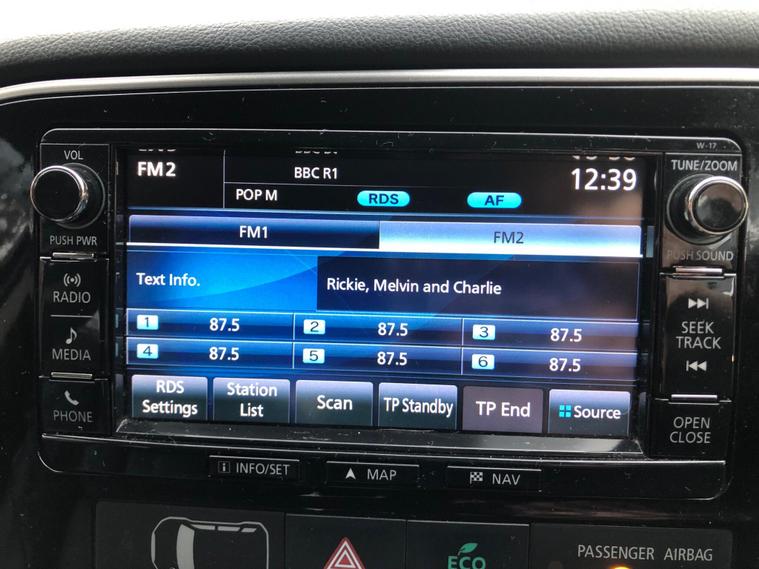 W-17
VOL
PUSH PWR
RADIO
MEDIA
PHONE
FM2
BBC R1
12:39
POP M
RDS
AF
FM1
FM2
Text Info.
Rickie, Melvin and Charlie
1 87.5
2 87.5
3 87.5
4 87.5
5 87.5
6 87.5
RDS Settings
Station List
Scan
TP Standby
TP End
Source
TUNE/ZOOM
PUSH SOUND
SEEK
TRACK
OPEN
CLOSE
i INFO/SET
MAP
NAV
ECO
PASSENGER AIRBAG